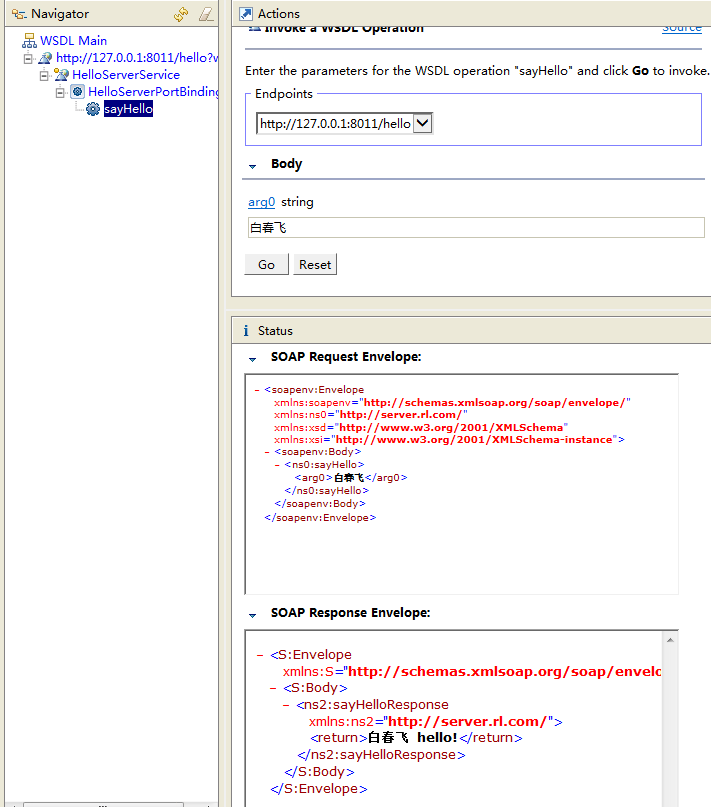 Navigator
WSDL Main
http://127.0.0.1:8011/hello?w
HelloServerService
HelloServerPortBinding
sayHello
Actions
Invoke a WSDL Operation
Source
Enter the parameters for the WSDL operation "sayHello" and click Go to invoke.
Endpoints
http://127.0.0.1:8011/hello
Body
arg0 string
白春飞
Go Reset
i Status
SOAP Request Envelope:
- <soapenv:Envelope
xmlns:soapenv="http://schemas.xmlsoap.org/soap/envelope/"
xmlns:ns0="http://server.rl.com/"
xmlns:xsd="http://www.w3.org/2001/XMLSchema"
xmlns:xsi="http://www.w3.org/2001/XMLSchema-instance">
- <soapenv:Body>
- <ns0:sayHello>
<arg0>白春飞</arg0>
</ns0:sayHello>
</soapenv:Body>
</soapenv:Envelope>
SOAP Response Envelope:
- <S:Envelope
xmlns:S="http://schemas.xmlsoap.org/soap/envelo
- <S:Body>
- <ns2:sayHelloResponse
xmlns:ns2="http://server.rl.com/">
<return>白春飞 hello!</return>
</ns2:sayHelloResponse>
</S:Body>
</S:Envelope>